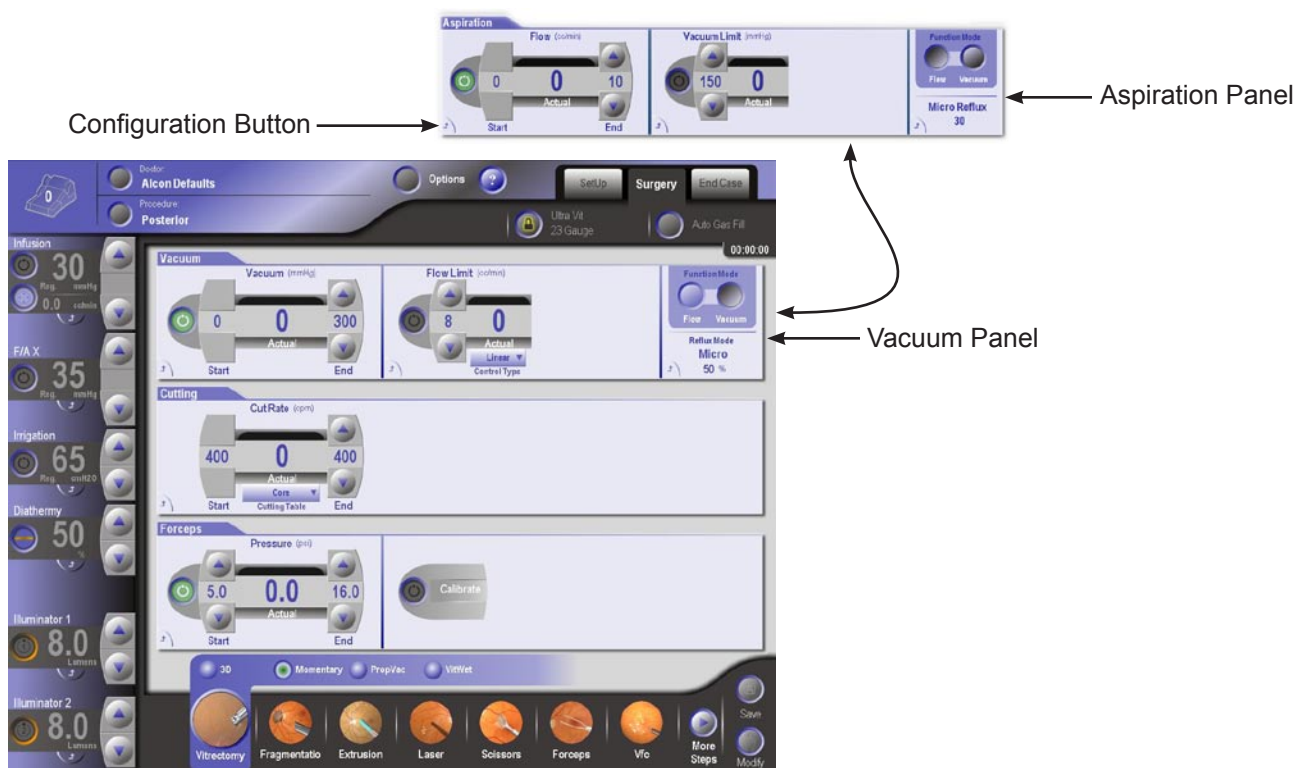 Aspiration
Flow (cc/min)
Vacuum Limit (mmHg)
Function Mode
0
0
10
150
0
Flow Vacuum
Actual
Actual
Start
End
Micro Reflux
30
Aspiration Panel
Configuration Button
0
Doctor:
Alcon Defaults
Procedure:
Posterior
Options
?
SetUp
Surgery
End Case
Ultra Vit
23 Gauge
Auto Gas Fill
00:00:00
Infusion
30
Reg. mmHg
0.0 cc/min
F/A X
35
Reg. mmHg
Irrigation
65
Reg. cmH2O
Diathermy
50
%
Illuminator 1
8.0
Lumens
Illuminator 2
8.0
Lumens
Vacuum
Vacuum (mmHg)
Flow Limit (cc/min)
Function Mode
0
0
300
8
0
Flow Vacuum
Actual
Actual
Start
End
Linear
Control Type
Reflux Mode
Micro
50 %
Vacuum Panel
Cutting
Cut Rate (cpm)
400
0
400
Actual
Core
Start
Cutting Table
End
Forceps
Pressure (psi)
5.0
0.0
16.0
Actual
Start
End
Calibrate
3D
Momentary
PropVac
VitWet
Vitrectomy
Fragmentatio
Extrusion
Laser
Scissors
Forceps
Vfc
More
Steps
Save
Modify